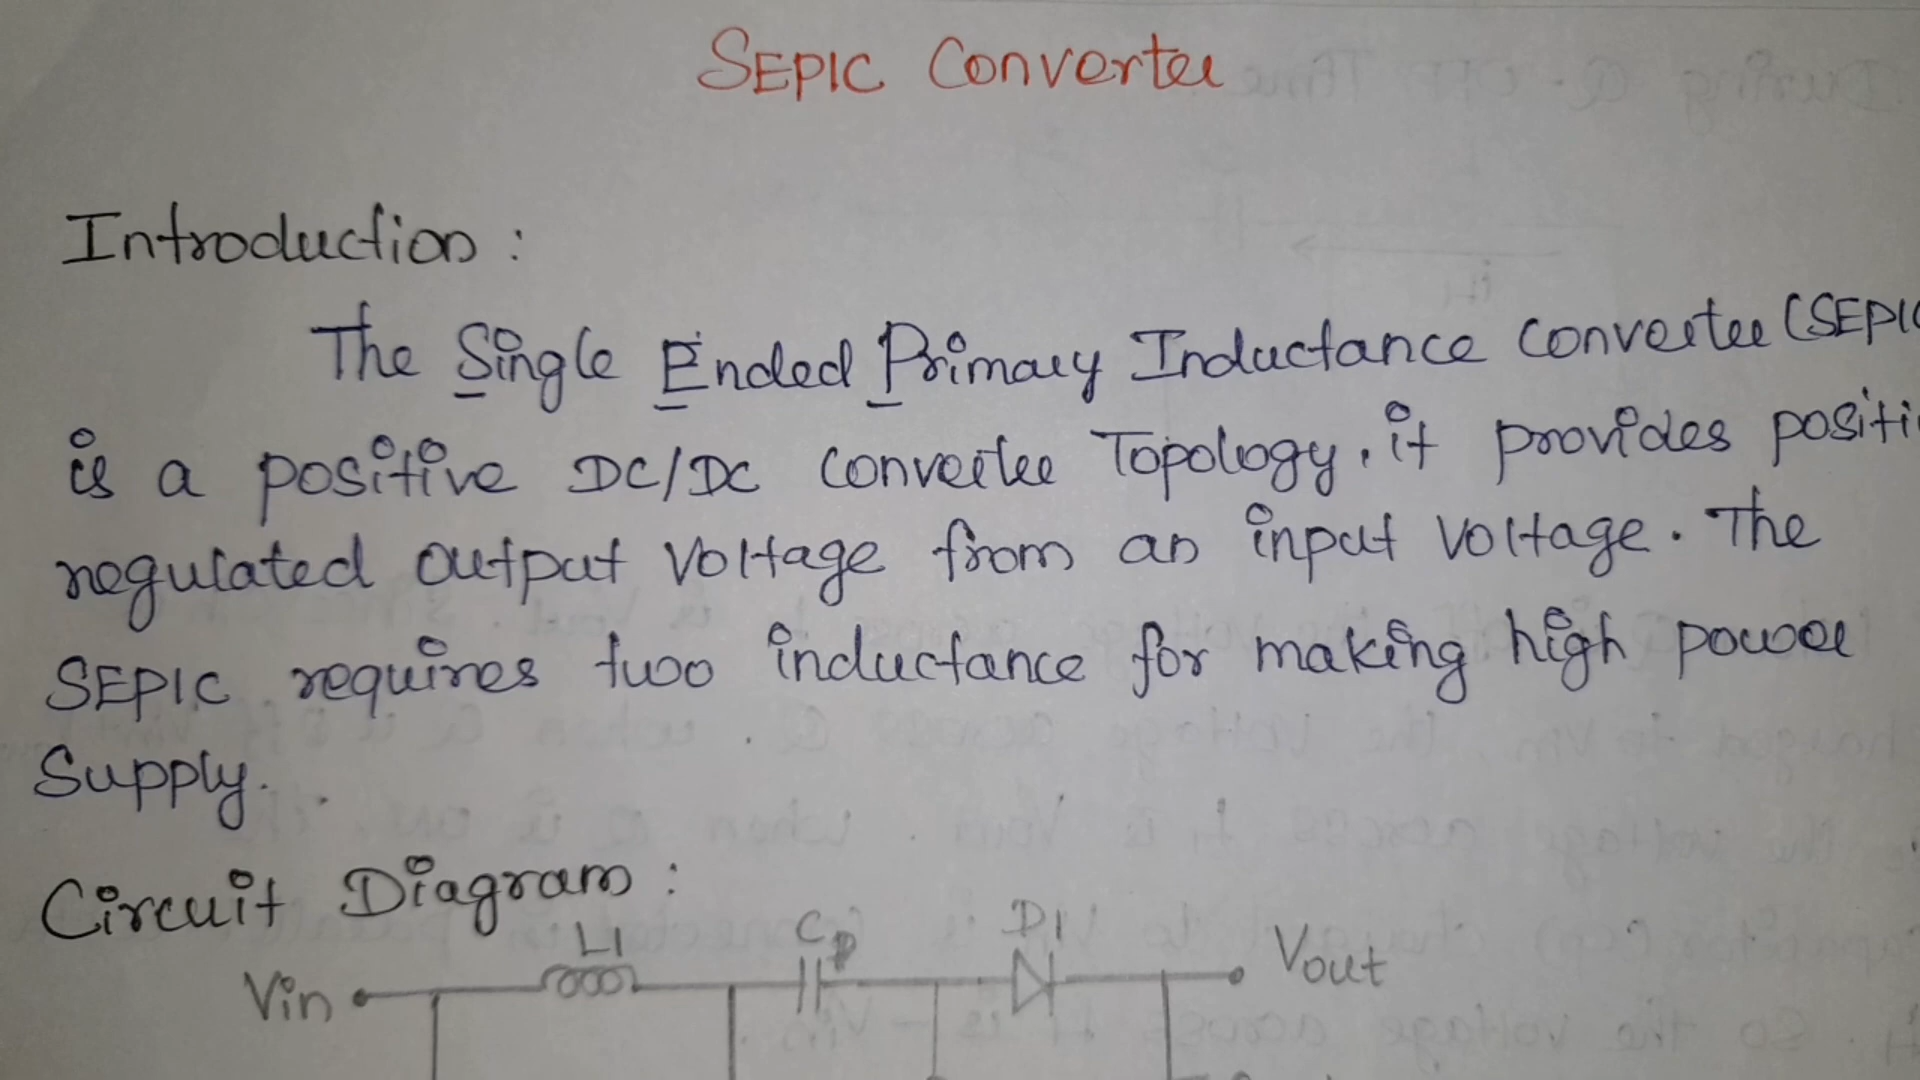 SEPIC Converter
Introduction :
The Single Ended Primary Inductance Converter (SEPIC
is a positive DC/DC Converter Topology. it provides positi
regulated output voltage from an input voltage. The
SEPIC requires two inductance for making high power
Supply.
Circuit Diagram :
L1 Cp D1
Vin Vout